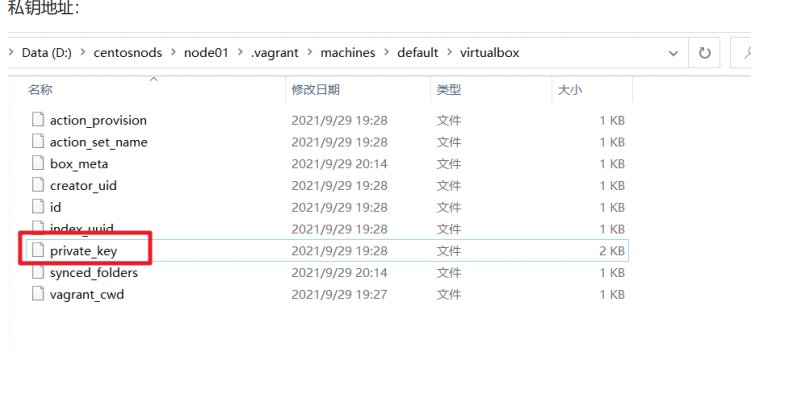 私钥地址：
Data (D:) > centosnods > node01 > .vagrant > machines > default > virtualbox
名称 修改日期 类型 大小
action_provision 2021/9/29 19:28 文件 1 KB
action_set_name 2021/9/29 19:28 文件 1 KB
box_meta 2021/9/29 20:14 文件 1 KB
creator_uid 2021/9/29 19:28 文件 1 KB
id 2021/9/29 19:28 文件 1 KB
index_uuid 2021/9/29 19:28 文件 1 KB
private_key 2021/9/29 19:28 文件 2 KB
synced_folders 2021/9/29 20:14 文件 1 KB
vagrant_cwd 2021/9/29 19:27 文件 1 KB